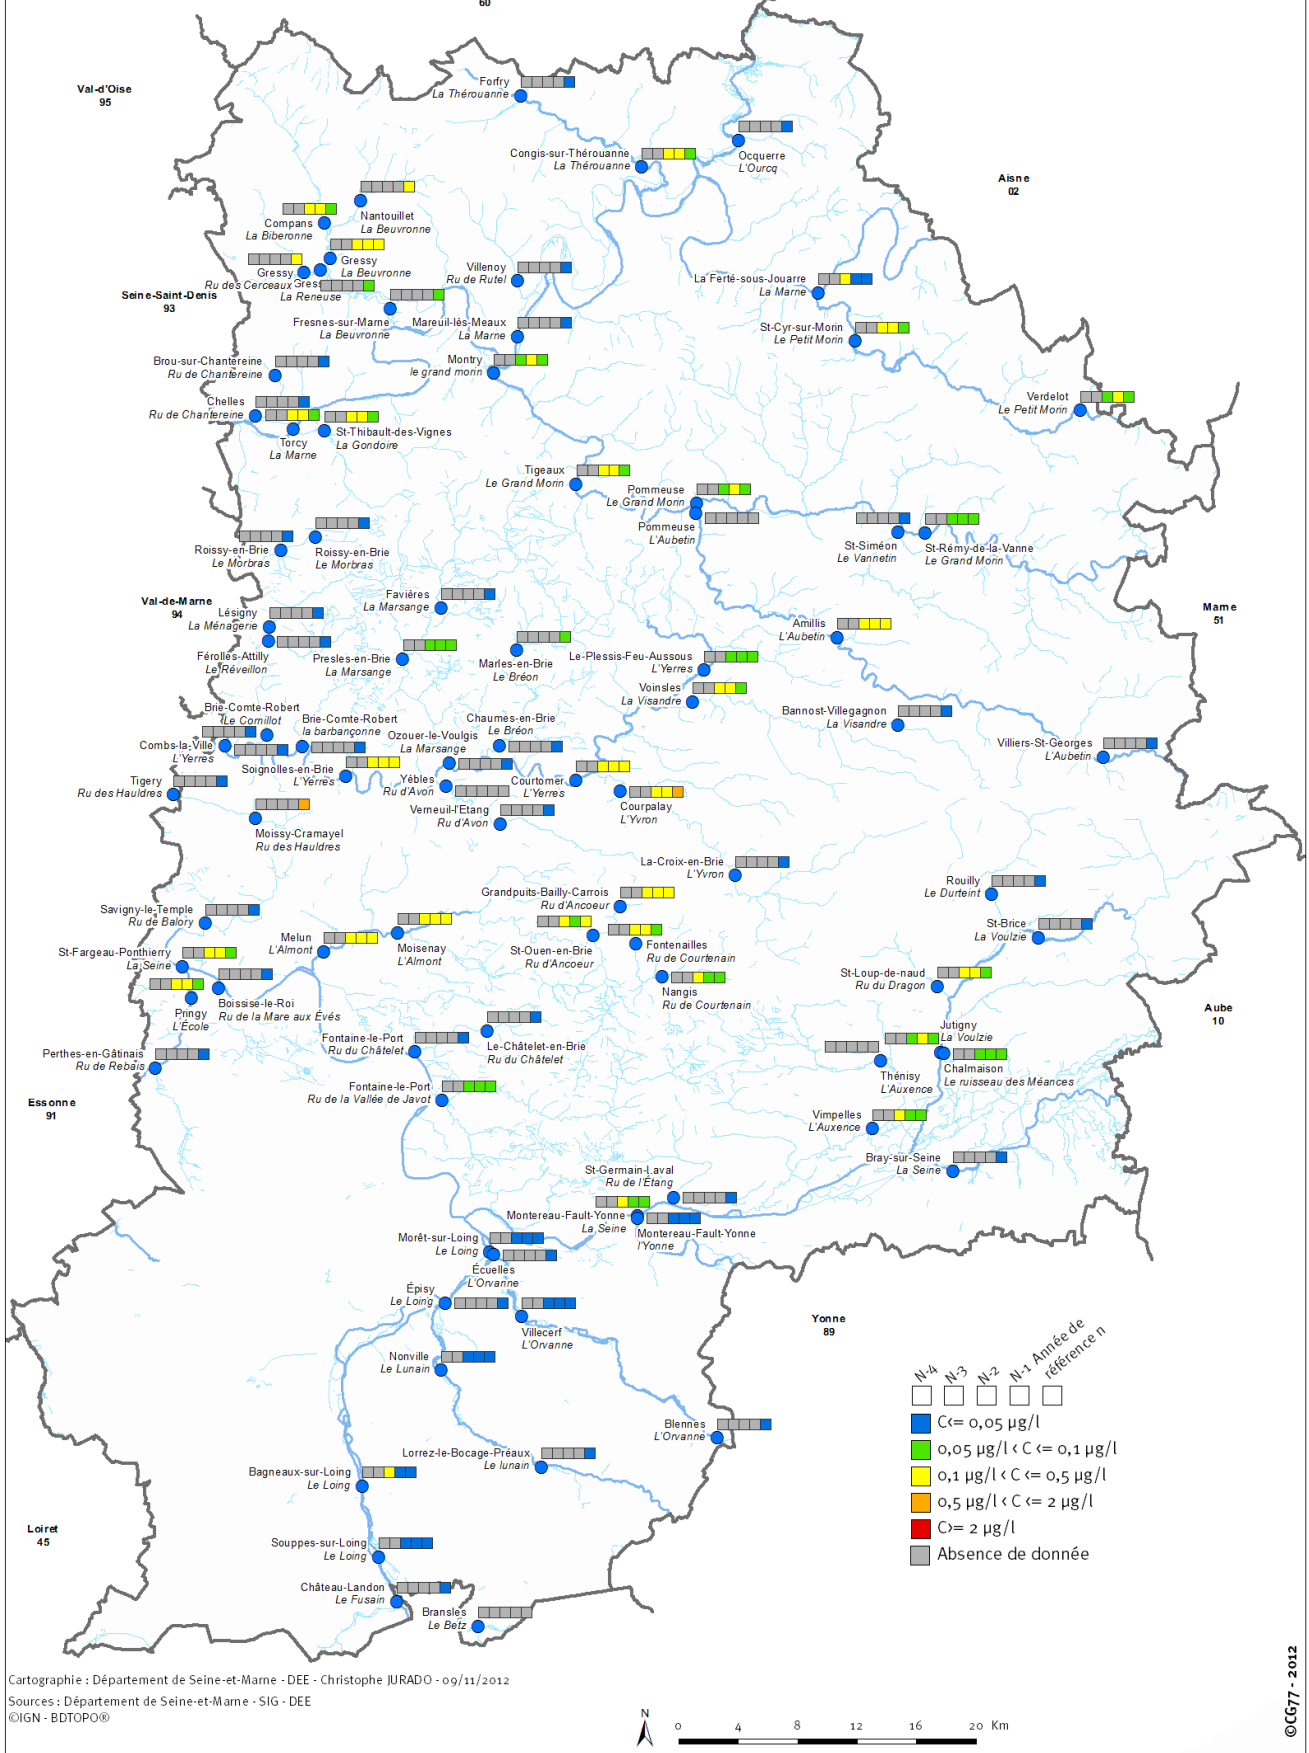 60
Val-d'Oise
95
Forfry
La Thérouanne
Congis-sur-Thérouanne
La Thérouanne
Ocquerre
L'Ourcq
Aisne
02
Nantouillet
La Beuvronne
Compans
La Biberonne
Gressy
La Beuvronne
Gressy
Ru des Cerceaux
Gress
La Reneuse
Villenoy
Ru de Rutel
La Ferté-sous-Jouarre
La Marne
Seine-Saint-Denis
93
Fresnes-sur-Marne
La Beuvronne
Mareuil-lès-Meaux
La Marne
St-Cyr-sur-Morin
Le Petit Morin
Brou-sur-Chantereine
Ru de Chantereine
Montry
le grand morin
Verdelot
Le Petit Morin
Chelles
Ru de Chantereine
Torcy
La Marne
St-Thibault-des-Vignes
La Gondoire
Tigeaux
Le Grand Morin
Pommeuse
Le Grand Morin
Pommeuse
L'Aubetin
St-Siméon
Le Vannetin
St-Rémy-de-la-Vanne
Le Grand Morin
Roissy-en-Brie
Le Morbras
Roissy-en-Brie
Le Morbras
Val-de-Marne
94
Favières
La Marsange
Marne
51
Lésigny
La Ménagerie
Amillis
L'Aubetin
Férolles-Attilly
Le Réveillon
Presles-en-Brie
La Marsange
Marles-en-Brie
Le Bréon
Le-Plessis-Feu-Aussous
L'Yerres
Voinsles
La Visandre
Bannost-Villegagnon
La Visandre
Brie-Comte-Robert
Le Cornillot
Brie-Comte-Robert
la barbançonne
Chaumes-en-Brie
Le Bréon
Ozouer-le-Voulgis
La Marsange
Combs-la-Ville
L'Yerres
Villiers-St-Georges
L'Aubetin
Soignolles-en-Brie
L'Yerres
Tigery
Ru des Hauldres
Yèbles
Ru d'Avon
Courtomer
L'Yerres
Courpalay
L'Yvron
Verneuil-l'Etang
Ru d'Avon
Moissy-Cramayel
Ru des Hauldres
La-Croix-en-Brie
L'Yvron
Rouilly
Le Durteint
Grandpuits-Bailly-Carrois
Ru d'Ancoeur
Savigny-le-Temple
Ru de Balory
St-Brice
La Voulzie
Melun
L'Almont
Moisenay
L'Almont
St-Ouen-en-Brie
Ru d'Ancoeur
Fontenailles
Ru de Courtenain
St-Fargeau-Ponthierry
La Seine
St-Loup-de-naud
Ru du Dragon
Nangis
Ru de Courtenain
Boissise-le-Roi
Ru de la Mare aux Évés
Pringy
L'École
Aube
10
Jutigny
La Voulzie
Fontaine-le-Port
Ru du Châtelet
Le-Châtelet-en-Brie
Ru du Châtelet
Perthes-en-Gâtinais
Ru de Rebais
Thénisy
L'Auxence
Chalmaison
Le ruisseau des Méances
Fontaine-le-Port
Ru de la Vallée de Javot
Essonne
91
Vimpelles
L'Auxence
Bray-sur-Seine
La Seine
St-Germain-Laval
Ru de l'Étang
Montereau-Fault-Yonne
La Seine
Montereau-Fault-Yonne
l'Yonne
Morêt-sur-Loing
Le Loing
Écuelles
L'Orvanne
Épisy
Le Loing
Villecerf
L'Orvanne
Yonne
89
Nonville
Le Lunain
Blennes
L'Orvanne
Lorrez-le-Bocage-Préaux
Le lunain
Bagneaux-sur-Loing
Le Loing
Loiret
45
Souppes-sur-Loing
Le Loing
Château-Landon
Le Fusain
Bransles
Le Betz
N-4
N-3
N-2
N-1
Année de
référence n
C<= 0,05 µg/l
0,05 µg/l < C <= 0,1 µg/l
0,1 µg/l < C <= 0,5 µg/l
0,5 µg/l < C <= 2 µg/l
C>= 2 µg/l
Absence de donnée
Cartographie : Département de Seine-et-Marne - DEE - Christophe JURADO - 09/11/2012
Sources : Département de Seine-et-Marne - SIG - DEE
©IGN - BDTOPO®
N
0 4 8 12 16 20 Km
©CG77 - 2012